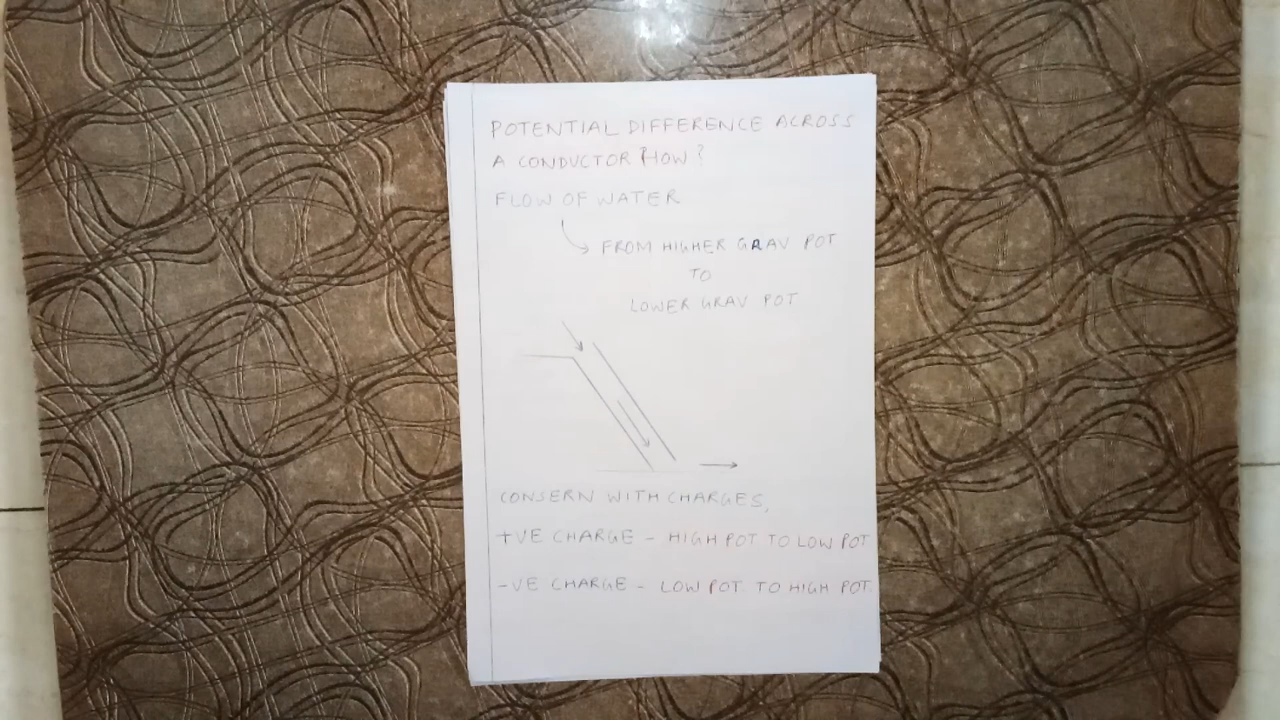 POTENTIAL DIFFERENCE ACROSS
A CONDUCTOR HOW?
FLOW OF WATER
FROM HIGHER GRAV POT
TO
LOWER GRAV POT
CONSERN WITH CHARGES,
+VE CHARGE - HIGH POT TO LOW POT
-VE CHARGE - LOW POT TO HIGH POT.